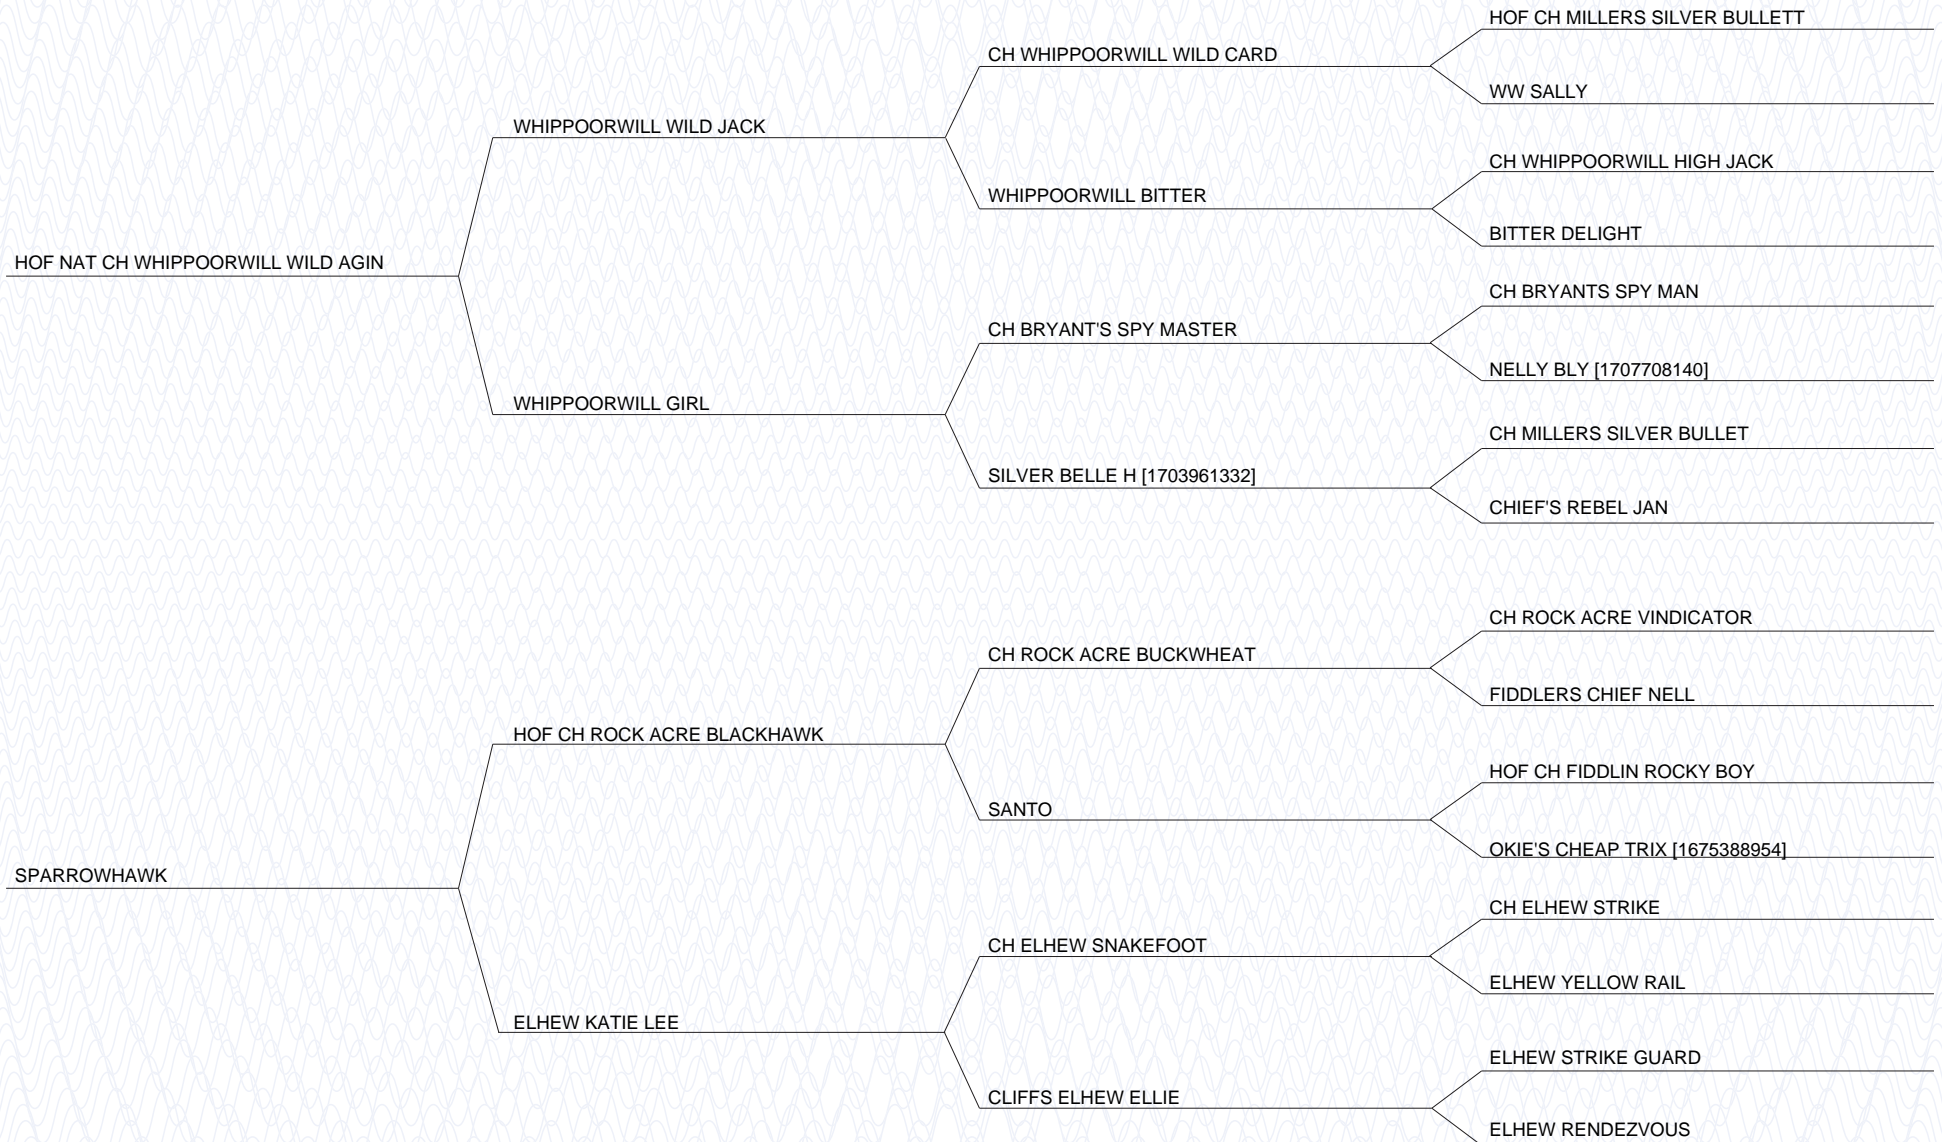 HOF CH MILLERS SILVER BULLETT
CH WHIPPOORWILL WILD CARD
WW SALLY
WHIPPOORWILL WILD JACK
CH WHIPPOORWILL HIGH JACK
WHIPPOORWILL BITTER
BITTER DELIGHT
HOF NAT CH WHIPPOORWILL WILD AGIN
CH BRYANTS SPY MAN
CH BRYANT'S SPY MASTER
NELLY BLY [1707708140]
WHIPPOORWILL GIRL
CH MILLERS SILVER BULLET
SILVER BELLE H [1703961332]
CHIEF'S REBEL JAN
CH ROCK ACRE VINDICATOR
CH ROCK ACRE BUCKWHEAT
FIDDLERS CHIEF NELL
HOF CH ROCK ACRE BLACKHAWK
HOF CH FIDDLIN ROCKY BOY
SANTO
OKIE'S CHEAP TRIX [1675388954]
SPARROWHAWK
CH ELHEW STRIKE
CH ELHEW SNAKEFOOT
ELHEW YELLOW RAIL
ELHEW KATIE LEE
ELHEW STRIKE GUARD
CLIFFS ELHEW ELLIE
ELHEW RENDEZVOUS